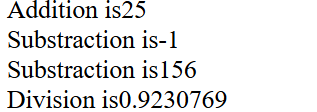 Addition is25
Substraction is-1
Substraction is156
Division is0.9230769